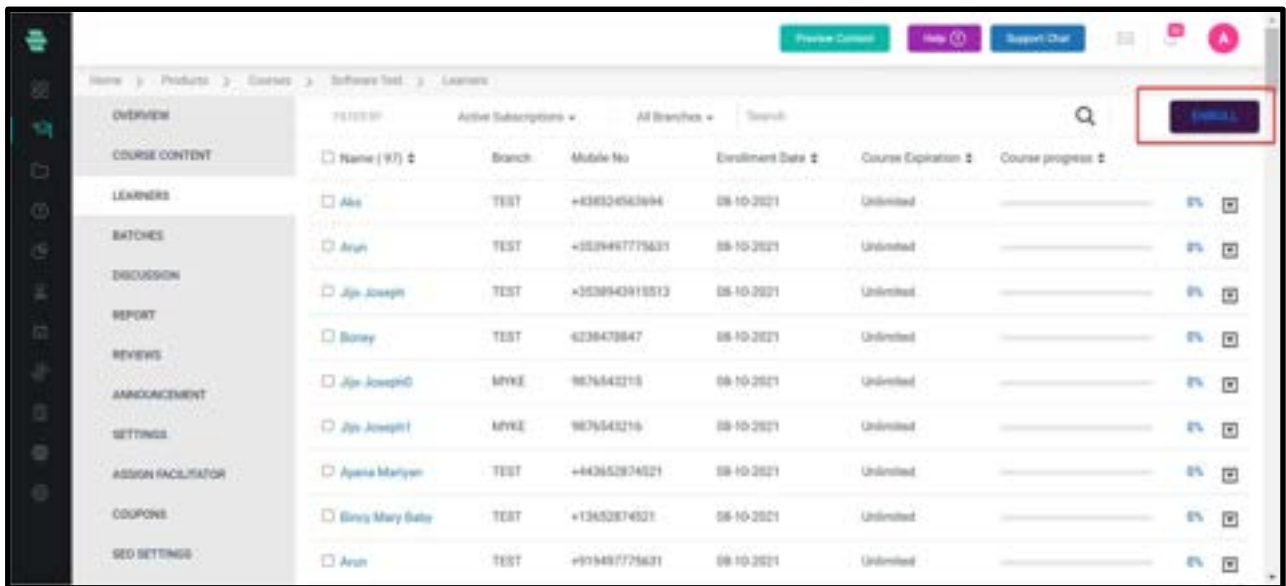 Preview Content Help Support Chat A
Home > Products > Courses > Software Test > Learners
OVERVIEW
COURSE CONTENT
LEARNERS
BATCHES
DISCUSSION
REPORT
REVIEWS
ANNOUNCEMENT
SETTINGS
ASSIGN FACILITATOR
COUPONS
SEO SETTINGS
FILTER BY Active Subscriptions All Branches Search ENROLL
Name ( 97) Branch Mobile No Enrollment Date Course Expiration Course progress
TEST 08-10-2021 Unlimited 0%
Arun TEST 08-10-2021 Unlimited 0%
Jijo Joseph TEST 08-10-2021 Unlimited 0%
Boney TEST 6238478647 08-10-2021 Unlimited 0%
Jijo Joseph0 MYKE 9876543215 08-10-2021 Unlimited 0%
Jijo Joseph1 MYKE 9876543216 08-10-2021 Unlimited 0%
TEST +443652874521 08-10-2021 Unlimited 0%
Bincy Mary Baby TEST +13652874521 08-10-2021 Unlimited 0%
Arun TEST 08-10-2021 Unlimited 0%